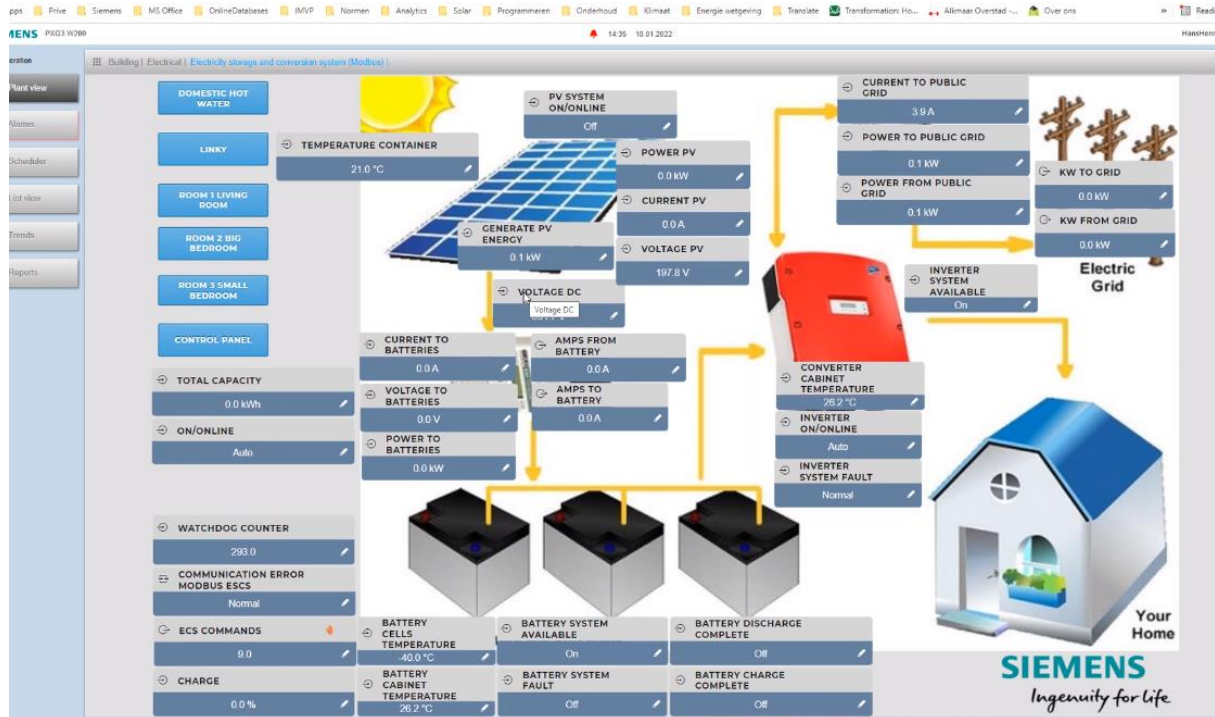 Prive Siemens MS Office OnlineDatabases IMVP Normen Analytics Solar Programmeren Onderhoud Klimaat Energie wetgeving Translate Transformation: Ho... Alkmaar Overstad -... Over ons »
PXG3.W200 14:35 10.01.2022
Building | Electrical | Electricity storage and conversion system (Modbus) |
Plant view
Alarms
Scheduler
Trends
Reports
DOMESTIC HOT
WATER
LINKY
ROOM 1 LIVING
ROOM
ROOM 2 BIG
BEDROOM
ROOM 3 SMALL
BEDROOM
CONTROL PANEL
TEMPERATURE CONTAINER
21.0 °C
PV SYSTEM
ON/ONLINE
Off
POWER PV
0.0 kW
CURRENT PV
0.0 A
VOLTAGE PV
197.8 V
GENERATE PV
ENERGY
0.1 kW
VOLTAGE DC
Voltage DC
CURRENT TO PUBLIC
GRID
3.9 A
POWER TO PUBLIC GRID
0.1 kW
POWER FROM PUBLIC
GRID
0.1 kW
KW TO GRID
0.0 kW
KW FROM GRID
0.0 kW
Electric
Grid
INVERTER
SYSTEM
AVAILABLE
On
CURRENT TO
BATTERIES
0.0 A
AMPS FROM
BATTERY
0.0 A
VOLTAGE TO
BATTERIES
0.0 V
AMPS TO
BATTERY
0.0 A
POWER TO
BATTERIES
0.0 kW
CONVERTER
CABINET
TEMPERATURE
26.2 °C
INVERTER
ON/ONLINE
Auto
INVERTER
SYSTEM FAULT
Normal
TOTAL CAPACITY
0.0 kWh
ON/ONLINE
Auto
WATCHDOG COUNTER
293.0
COMMUNICATION ERROR
MODBUS ESCS
Normal
ECS COMMANDS
9.0
CHARGE
0.0 %
BATTERY
CELLS
TEMPERATURE
-40.0 °C
BATTERY
CABINET
TEMPERATURE
26.2 °C
BATTERY SYSTEM
AVAILABLE
On
BATTERY SYSTEM
FAULT
Off
BATTERY DISCHARGE
COMPLETE
Off
BATTERY CHARGE
COMPLETE
Off
Your
Home
SIEMENS
Ingenuity for life